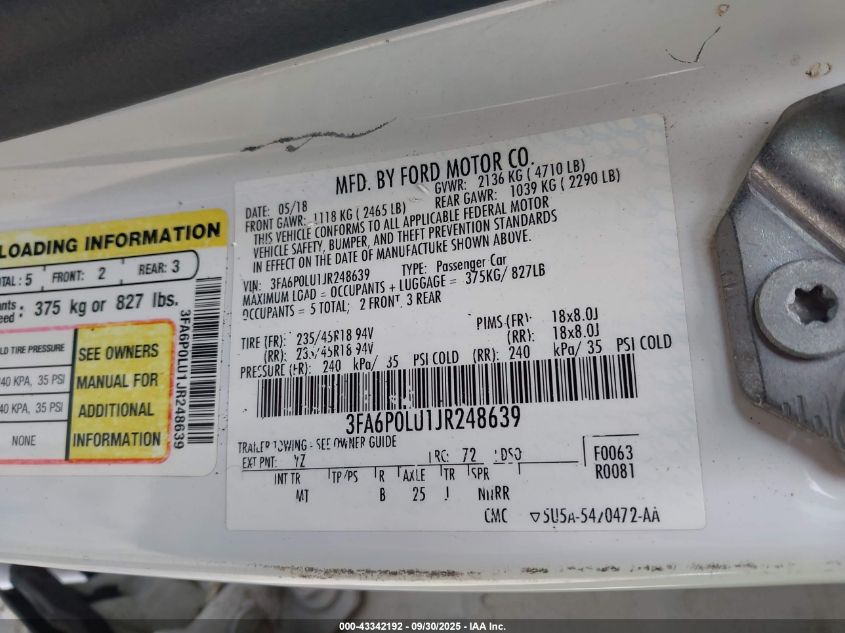 MFD. BY FORD MOTOR CO.
DATE: 05/18 GVWR: 2136 KG ( 4710 LB)
FRONT GAWR: 1118 KG ( 2465 LB) REAR GAWR: 1039 KG ( 2290 LB)
THIS VEHICLE CONFORMS TO ALL APPLICABLE FEDERAL MOTOR
VEHICLE SAFETY, BUMPER, AND THEFT PREVENTION STANDARDS
IN EFFECT ON THE DATE OF MANUFACTURE SHOWN ABOVE.
VIN: 3FA6P0LU1JR248639 TYPE: Passenger Car
MAXIMUM LOAD = OCCUPANTS + LUGGAGE = 375KG/ 827LB
OCCUPANTS = 5 TOTAL; 2 FRONT, 3 REAR
TIRE (FR): 235/45R18 94V RIMS (FR): 18x8.0J
(RR): 235/45R18 94V (RR): 18x8.0J
PRESSURE (FR): 240 kPa/ 35 PSI COLD (RR): 240 kPa/ 35 PSI COLD
3FA6P0LU1JR248639
TRAILER TOWING - SEE OWNER GUIDE
EXT PNT: YZ RC: 72 DSO F0063
R0081
INT TR TP/PS R AXLE TR SPR
MT B 25 J NHRR
CMC ▽5U5A-5420472-AA
LOADING INFORMATION
TOTAL : 5 FRONT: 2 REAR: 3
375 kg or 827 lbs.
3FA6P0LU1JR248639
COLD TIRE PRESSURE
240 KPA, 35 PSI
240 KPA, 35 PSI
NONE
SEE OWNERS
MANUAL FOR
ADDITIONAL
INFORMATION
000-43342192 - 09/30/2025 - IAA Inc.